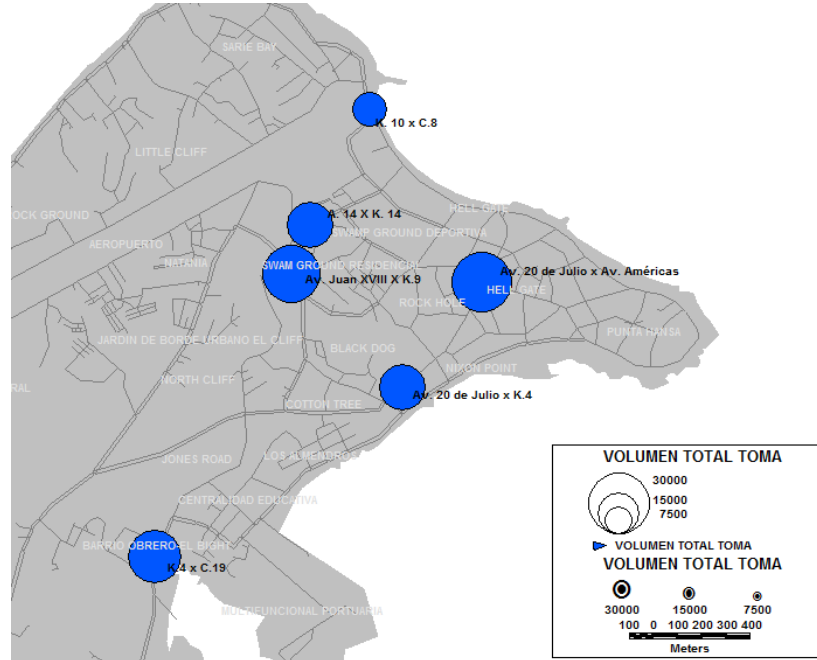 SARIE BAY
K. 10 x C.8
LITTLE CLIFF
HELL GATE
OCK GROUND
A. 14 X K. 14
SWAMP GROUND DEPORTIVA
AEROPUERTO
NATANIA
SWAM GROUND RESIDENCIAL
Av. Juan XVIII X K.9
Av. 20 de Julio x Av. Américas
HELL GATE
ROCK HOLE
PUNTA HANSA
JARDIN DE BORDE URBANO EL CLIFF
BLACK DOG
NIXON POINT
NORTH CLIFF
RAL
COTTON TREE
Av. 20 de Julio x K.4
JONES ROAD
LOS ALMENDROS
CENTRALIDAD EDUCATIVA
BARRIO OBRERO-EL BIGHT
K.4 x C.19
MULTIFUNCIONAL PORTUARIA
VOLUMEN TOTAL TOMA
30000
15000
7500
VOLUMEN TOTAL TOMA
VOLUMEN TOTAL TOMA
30000 15000 7500
100 0 100 200 300 400
Meters